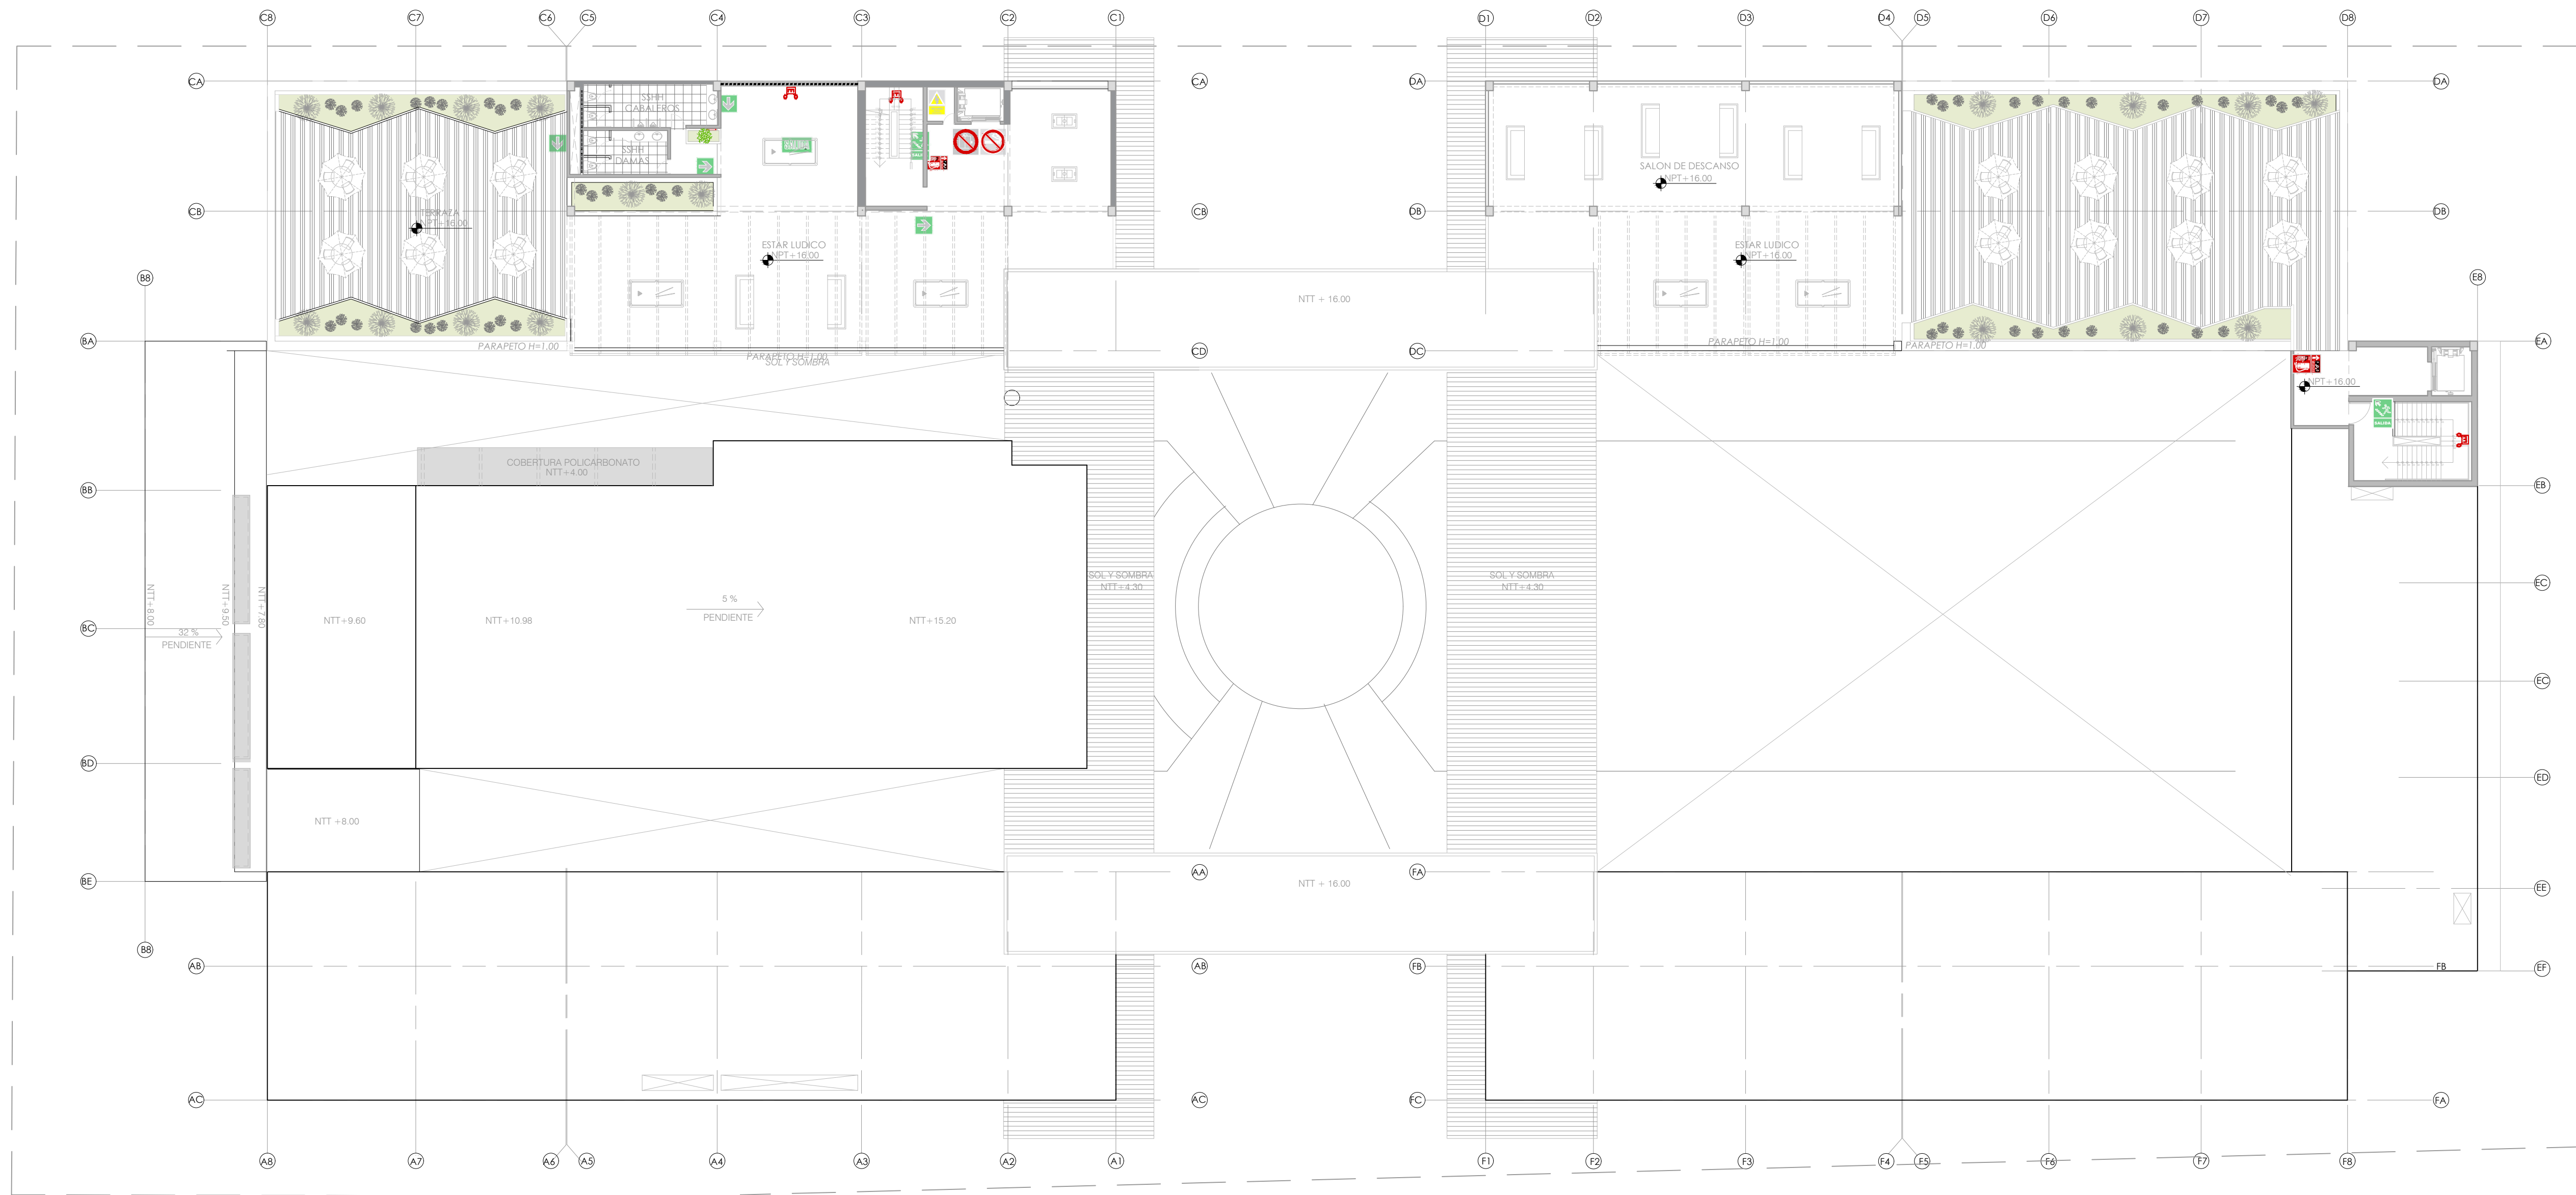 C8
C7
C6
C5
C4
C3
C2
C1
D1
D2
D3
D4
D5
D6
D7
D8
CA
CA
DA
DA
SSHH
CABALEROS
SSHH
DAMAS
SALON DE DESCANSO
NPT+16.00
CB
TERRAZA
NPT+16.00
CB
DB
DB
ESTAR LUDICO
NPT+16.00
ESTAR LUDICO
NPT+16.00
B8
E8
NTT + 16.00
BA
PARAPETO H=1.00
PARAPETO H=1.00
SOL Y SOMBRA
CD
DC
PARAPETO H=1.00
PARAPETO H=1.00
EA
NPT+16.00
SALIDA
COBERTURA POLICARBONATO
NTT+4.00
BB
EB
SOL Y SOMBRA
NTT+4.30
SOL Y SOMBRA
NTT+4.30
EC
NTT+8.00
NTT+9.50
NTT+7.80
5 %
PENDIENTE
BC
32 %
PENDIENTE
NTT+9.60
NTT+10.98
NTT+15.20
EC
BD
ED
NTT +8.00
BE
AA
FA
NTT + 16.00
EE
B8
AB
AB
FB
FB
EF
AC
AC
FC
FA
A8
A7
A6
A5
A4
A3
A2
A1
F1
F2
F3
F4
F5
F6
F7
F8